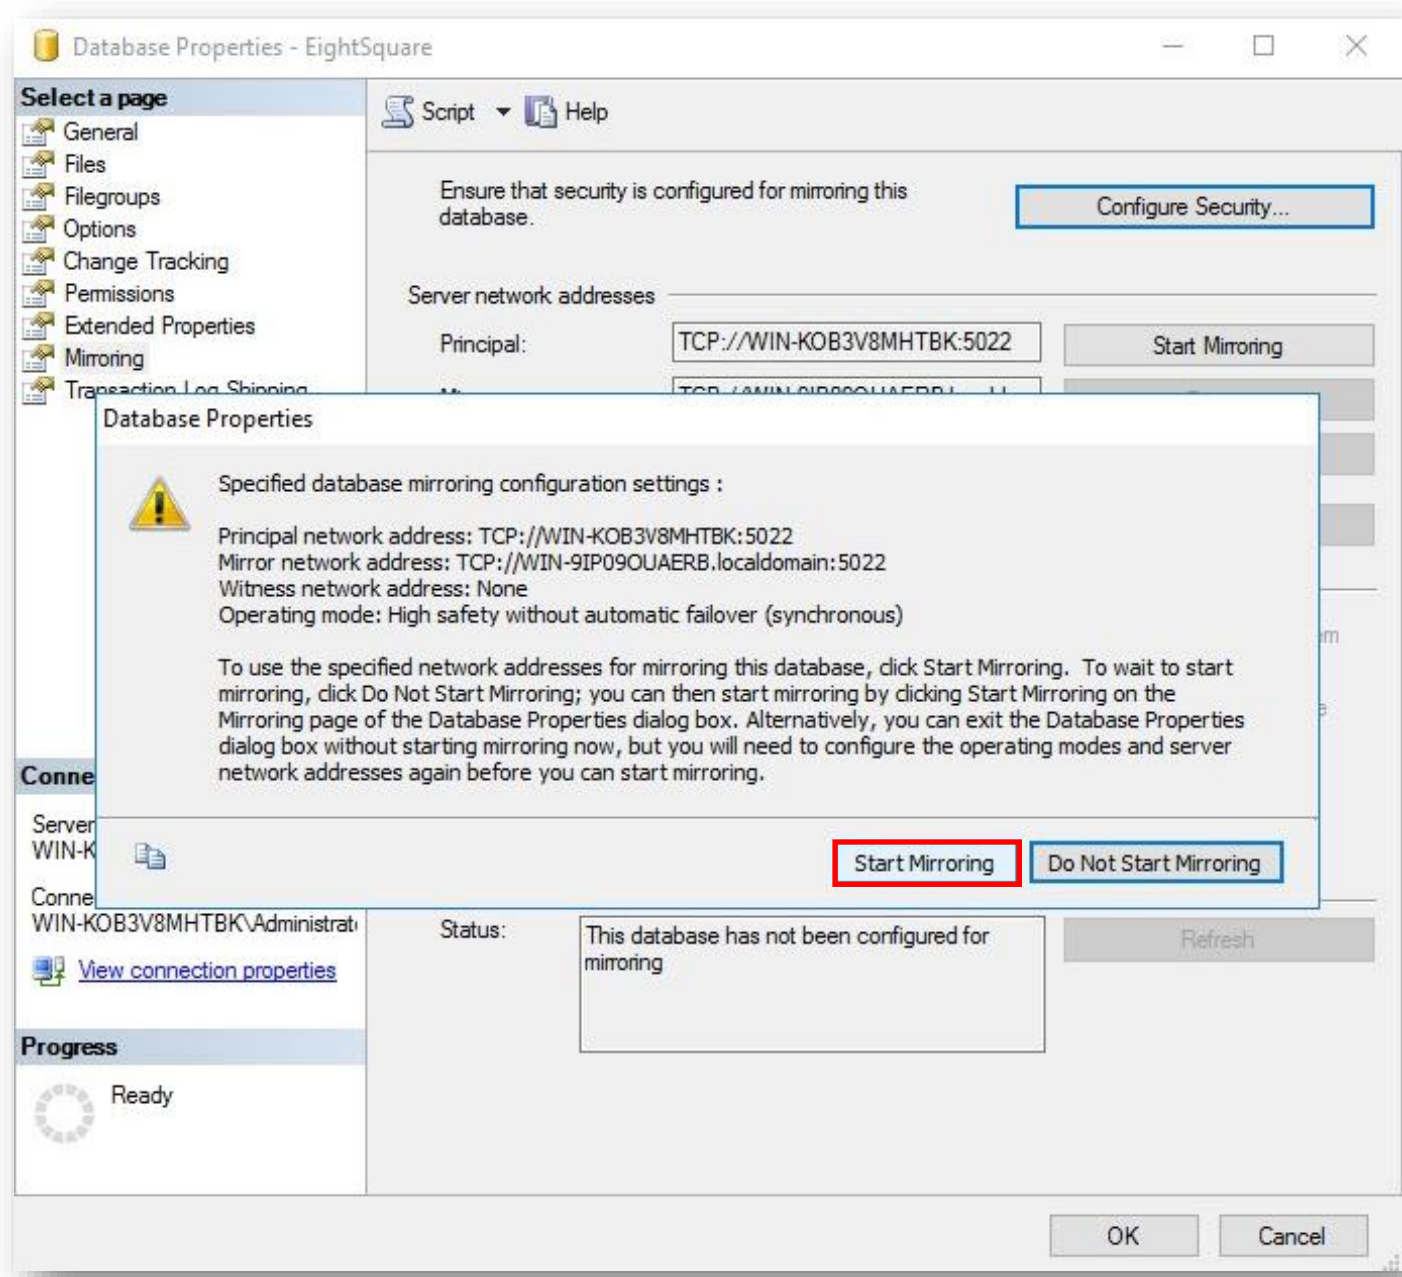 Database Properties - EightSquare
Select a page
General
Files
Filegroups
Options
Change Tracking
Permissions
Extended Properties
Mirroring
Transaction Log Shipping
Script
Help
Ensure that security is configured for mirroring this
database.
Configure Security...
Server network addresses
Principal:
TCP://WIN-KOB3V8MHTBK:5022
Start Mirroring
Database Properties
Specified database mirroring configuration settings :
Principal network address: TCP://WIN-KOB3V8MHTBK:5022
Mirror network address: TCP://WIN-9IP09OUAERB.localdomain:5022
Witness network address: None
Operating mode: High safety without automatic failover (synchronous)
To use the specified network addresses for mirroring this database, click Start Mirroring.  To wait to start
mirroring, click Do Not Start Mirroring; you can then start mirroring by clicking Start Mirroring on the
Mirroring page of the Database Properties dialog box. Alternatively, you can exit the Database Properties
dialog box without starting mirroring now, but you will need to configure the operating modes and server
network addresses again before you can start mirroring.
Start Mirroring
Do Not Start Mirroring
Conne
Server
WIN-K
Conne
WIN-KOB3V8MHTBK\Administrat
View connection properties
Progress
Ready
Status:
This database has not been configured for
mirroring
Refresh
OK
Cancel